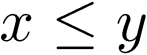 x ≤ y